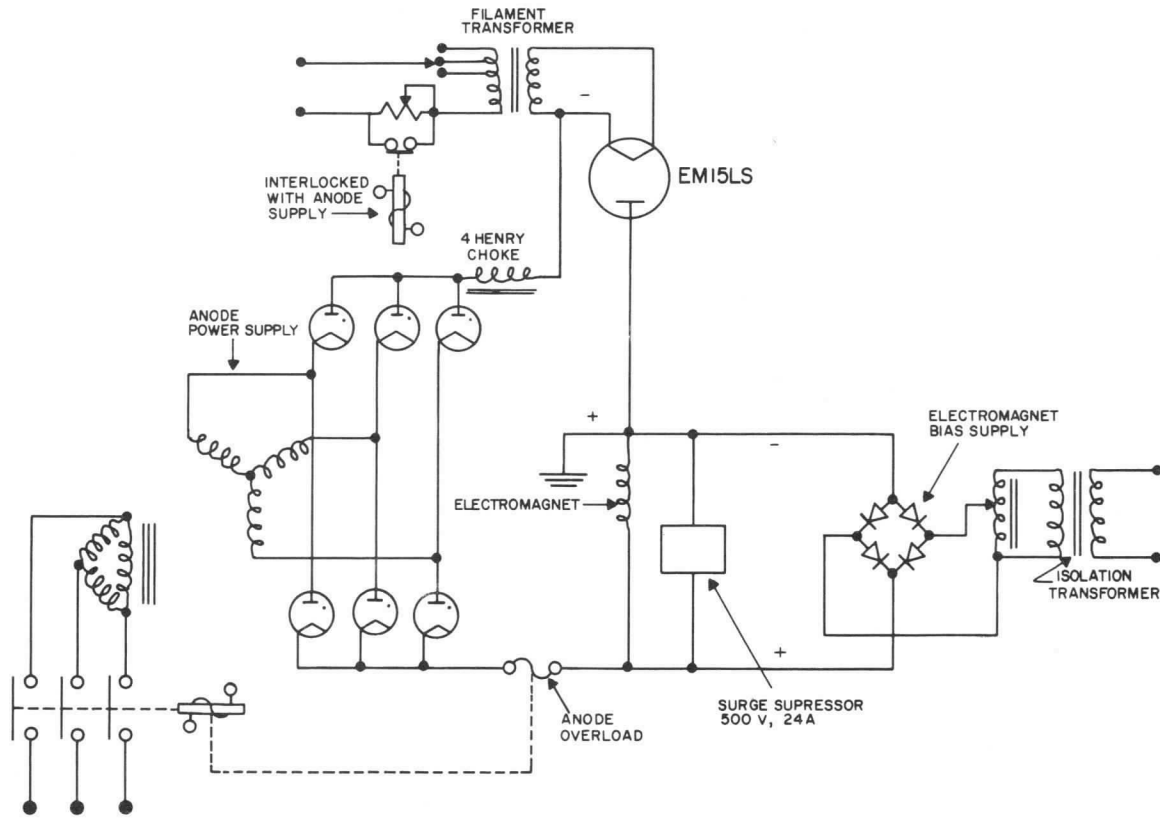 FILAMENT
TRANSFORMER
-
EM15LS
INTERLOCKED
WITH ANODE
SUPPLY
4 HENRY
CHOKE
ANODE
POWER SUPPLY
+
-
ELECTROMAGNET
BIAS SUPPLY
ELECTROMAGNET
ISOLATION
TRANSFORMER
+
SURGE SUPRESSOR
500 V, 24A
ANODE
OVERLOAD